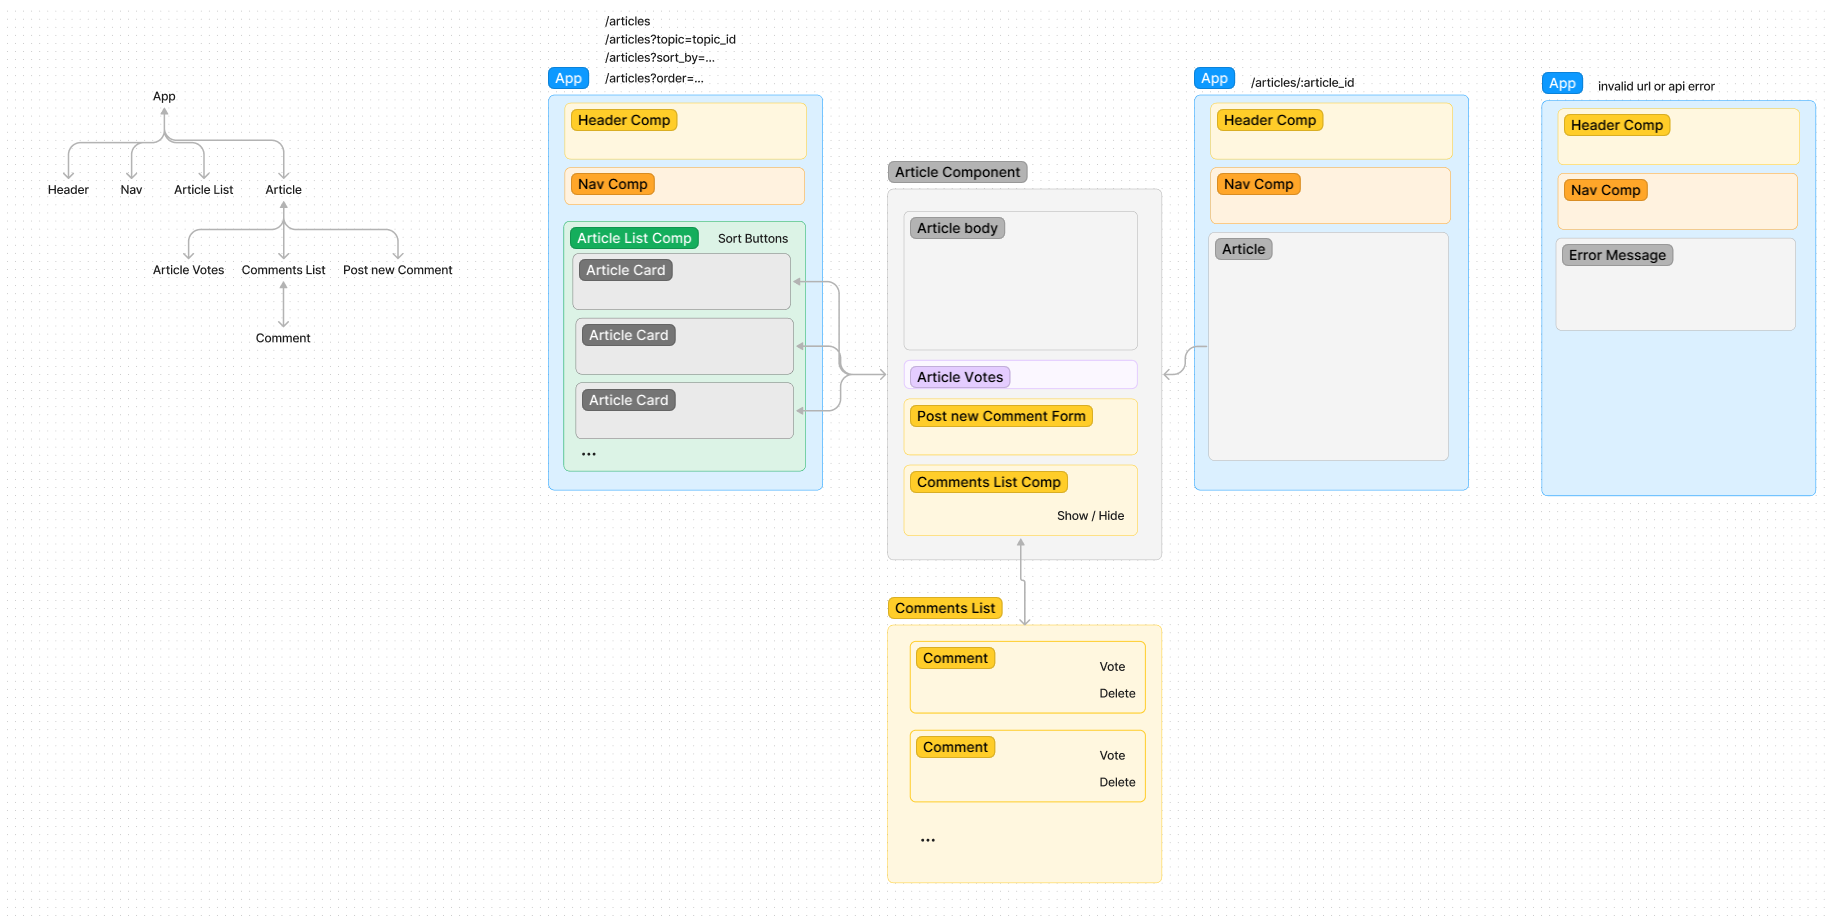 App
Header
Nav
Article List
Article
Article Votes
Comments List
Post new Comment
Comment
/articles
/articles?topic=topic_id
/articles?sort_by=...
/articles?order=...
App
Header Comp
Nav Comp
Article List Comp
Sort Buttons
Article Card
Article Card
Article Card
...
Article Component
Article body
Article Votes
Post new Comment Form
Comments List Comp
Show / Hide
Comments List
Comment
Vote
Delete
Comment
Vote
Delete
...
App
/articles/:article_id
Header Comp
Nav Comp
Article
App
invalid url or api error
Header Comp
Nav Comp
Error Message